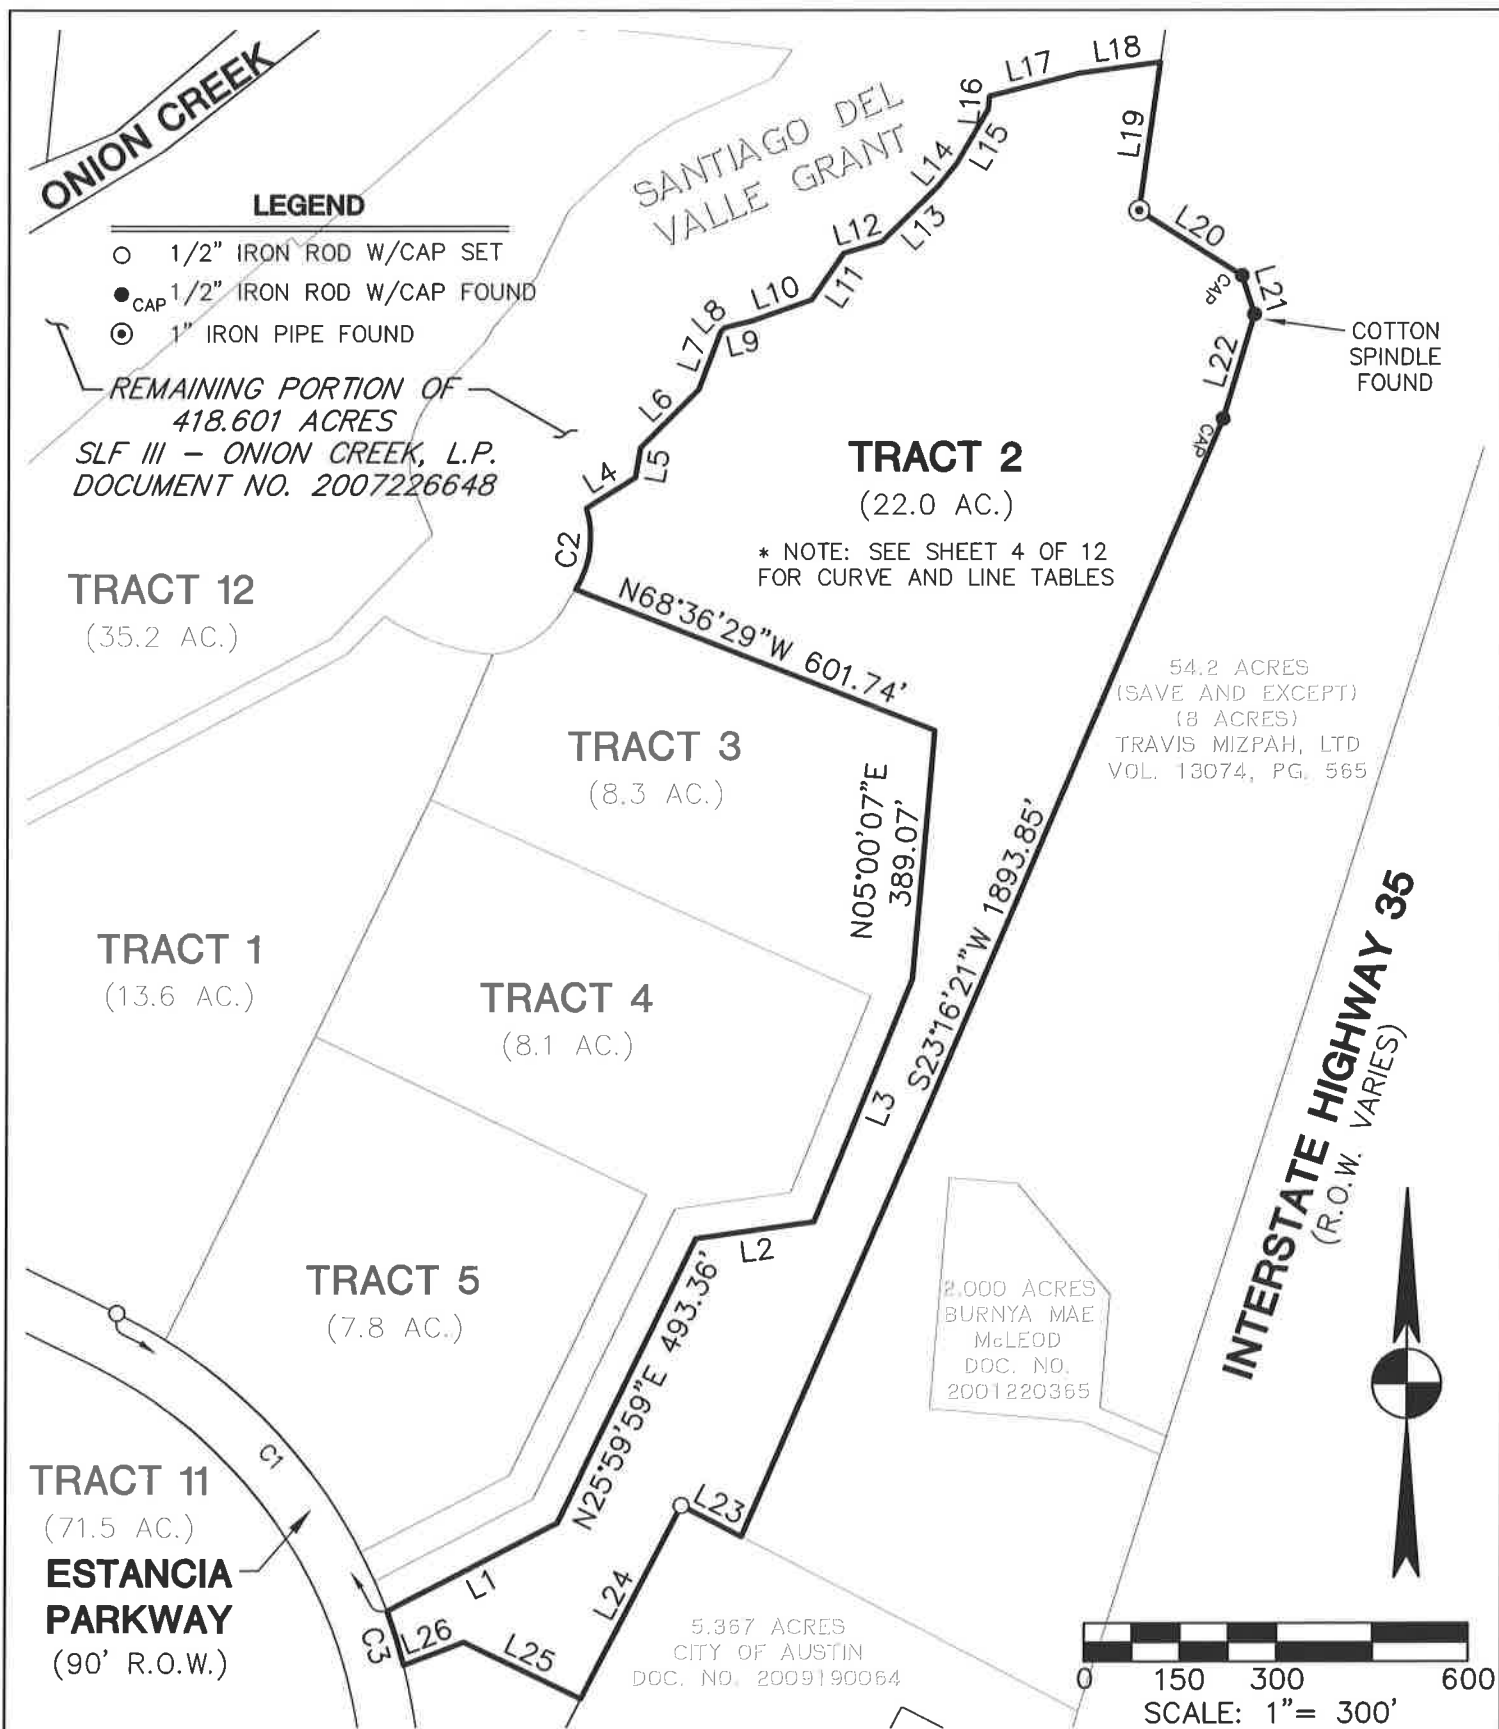 ONION CREEK
LEGEND
1/2" IRON ROD W/CAP SET
CAP 1/2" IRON ROD W/CAP FOUND
1" IRON PIPE FOUND
REMAINING PORTION OF
418.601 ACRES
SLF III – ONION CREEK, L.P.
DOCUMENT NO. 2007226648
SANTIAGO DEL
VALLE GRANT
L18
L17
L16
L15
L14
L13
L12
L11
L10
L9
L8
L7
L6
L5
L4
C2
L19
L20
CAP
L21
COTTON
SPINDLE
FOUND
L22
CAP
TRACT 2
(22.0 AC.)
* NOTE: SEE SHEET 4 OF 12
FOR CURVE AND LINE TABLES
N68°36'29"W 601.74'
TRACT 12
(35.2 AC.)
54.2 ACRES
(SAVE AND EXCEPT)
(8 ACRES)
TRAVIS MIZPAH, LTD
VOL. 13074, PG. 565
TRACT 3
(8.3 AC.)
N05°00'07"E
389.07'
S23°16'21"W 1893.85'
TRACT 1
(13.6 AC.)
TRACT 4
(8.1 AC.)
L3
INTERSTATE HIGHWAY 35
(R.O.W. VARIES)
L2
TRACT 5
(7.8 AC.)
N25°59'59"E 493.36'
2.000 ACRES
BURNYA MAE
McLEOD
DOC. NO.
2001220365
C1
TRACT 11
(71.5 AC.)
ESTANCIA
PARKWAY
(90' R.O.W.)
L23
L1
L24
C3
L26
L25
5.367 ACRES
CITY OF AUSTIN
DOC. NO. 2009190064
0 150 300 600
SCALE: 1"= 300'